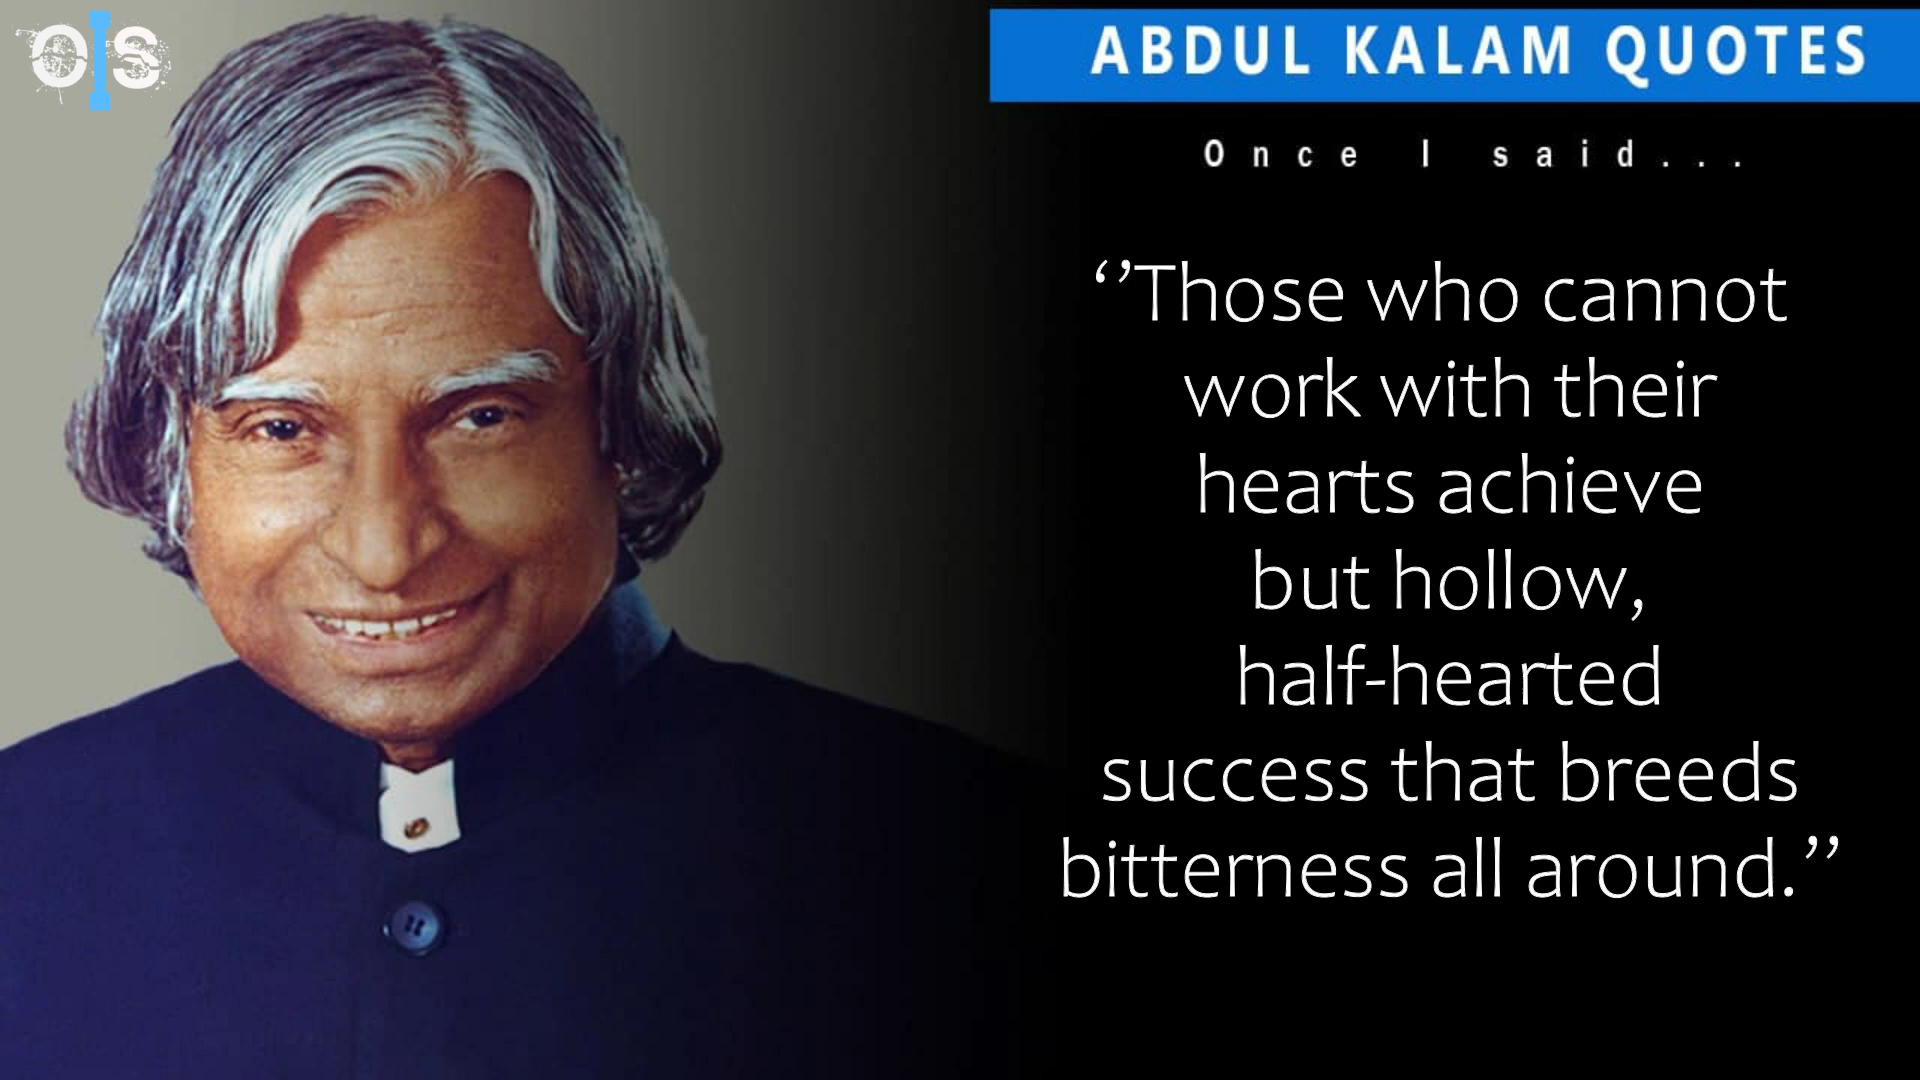 OIS
ABDUL KALAM QUOTES
Once I said...
‘’Those who cannot
work with their
hearts achieve
but hollow,
half-hearted
success that breeds
bitterness all around.’’